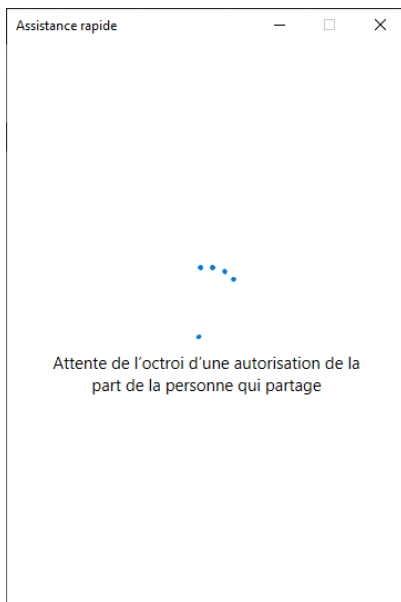 Assistance rapide
Attente de l’octroi d’une autorisation de la
part de la personne qui partage